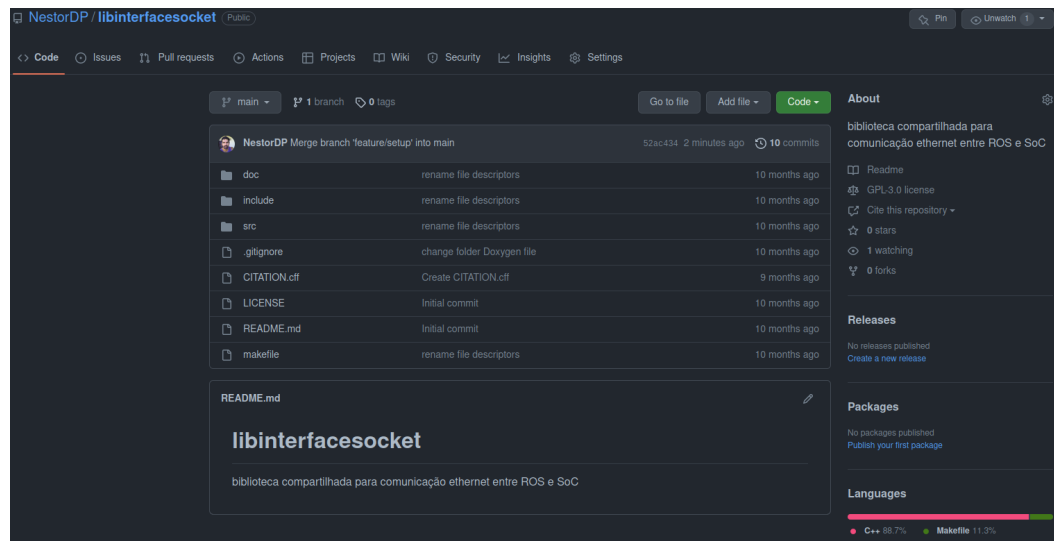 NestorDP / libinterfacesocket Public
Pin Unwatch 1
Code Issues Pull requests Actions Projects Wiki Security Insights Settings
main 1 branch 0 tags Go to file Add file Code
NestorDP Merge branch 'feature/setup' into main 52ac434 2 minutes ago 10 commits
doc rename file descriptors 10 months ago
include rename file descriptors 10 months ago
src rename file descriptors 10 months ago
.gitignore change folder Doxygen file 10 months ago
CITATION.cff Create CITATION.cff 9 months ago
LICENSE Initial commit 10 months ago
README.md Initial commit 10 months ago
makefile rename file descriptors 10 months ago
README.md
libinterfacesocket
biblioteca compartilhada para comunicação ethernet entre ROS e SoC
About
biblioteca compartilhada para
comunicação ethernet entre ROS e SoC
Readme
GPL-3.0 license
Cite this repository
0 stars
1 watching
0 forks
Releases
No releases published
Create a new release
Packages
No packages published
Publish your first package
Languages
C++ 88.7% Makefile 11.3%